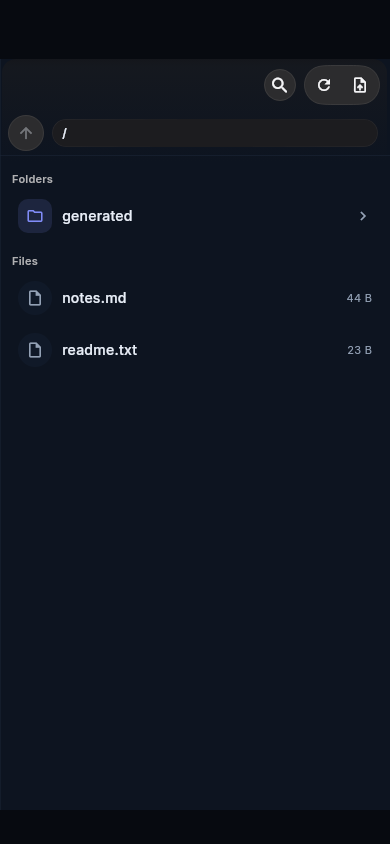 /
Folders
generated
Files
notes.md 44 B
readme.txt 23 B